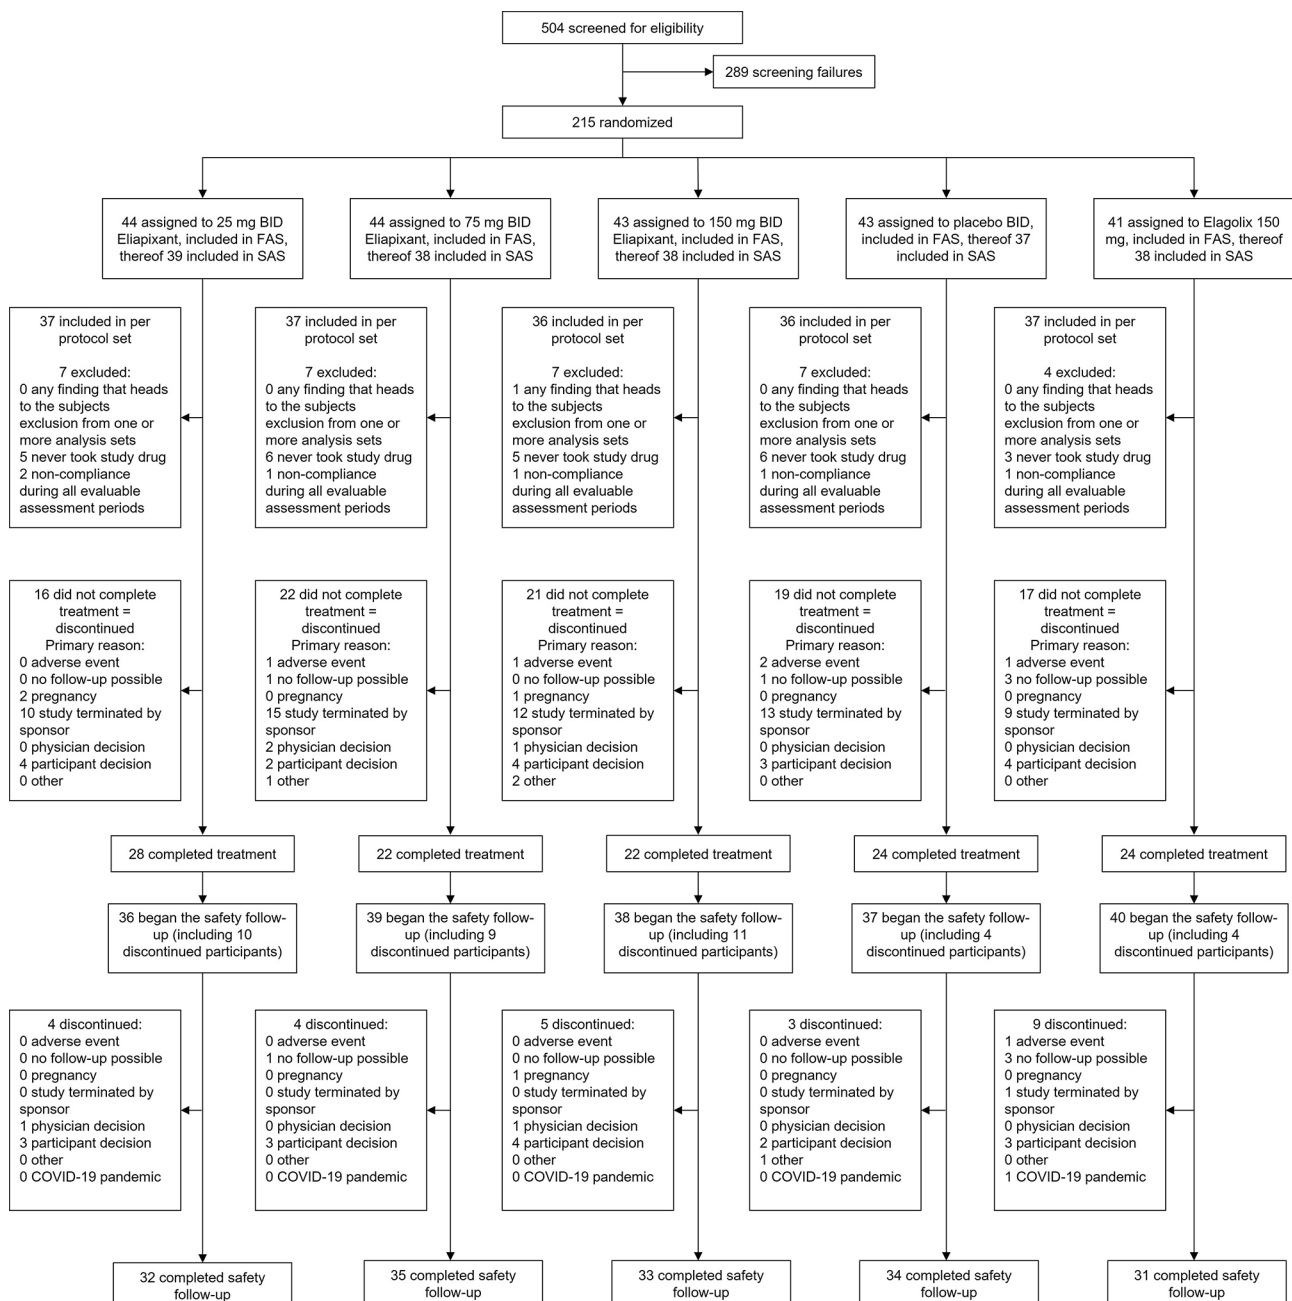 504 screened for eligibility
289 screening failures
215 randomized
44 assigned to 25 mg BID
Eliapixant, included in FAS,
thereof 39 included in SAS
44 assigned to 75 mg BID
Eliapixant, included in FAS,
thereof 38 included in SAS
43 assigned to 150 mg BID
Eliapixant, included in FAS,
thereof 38 included in SAS
43 assigned to placebo BID,
included in FAS, thereof 37
included in SAS
41 assigned to Elagolix 150
mg, included in FAS, thereof
38 included in SAS
37 included in per
protocol set
7 excluded:
0 any finding that heads
to the subjects
exclusion from one or
more analysis sets
5 never took study drug
2 non-compliance
during all evaluable
assessment periods
37 included in per
protocol set
7 excluded:
0 any finding that heads
to the subjects
exclusion from one or
more analysis sets
6 never took study drug
1 non-compliance
during all evaluable
assessment periods
36 included in per
protocol set
7 excluded:
1 any finding that heads
to the subjects
exclusion from one or
more analysis sets
5 never took study drug
1 non-compliance
during all evaluable
assessment periods
36 included in per
protocol set
7 excluded:
0 any finding that heads
to the subjects
exclusion from one or
more analysis sets
6 never took study drug
1 non-compliance
during all evaluable
assessment periods
37 included in per
protocol set
4 excluded:
0 any finding that heads
to the subjects
exclusion from one or
more analysis sets
3 never took study drug
1 non-compliance
during all evaluable
assessment periods
16 did not complete
treatment =
discontinued
Primary reason:
0 adverse event
0 no follow-up possible
2 pregnancy
10 study terminated by
sponsor
0 physician decision
4 participant decision
0 other
22 did not complete
treatment =
discontinued
Primary reason:
1 adverse event
1 no follow-up possible
0 pregnancy
15 study terminated by
sponsor
2 physician decision
2 participant decision
1 other
21 did not complete
treatment =
discontinued
Primary reason:
1 adverse event
0 no follow-up possible
1 pregnancy
12 study terminated by
sponsor
1 physician decision
4 participant decision
2 other
19 did not complete
treatment =
discontinued
Primary reason:
2 adverse event
1 no follow-up possible
0 pregnancy
13 study terminated by
sponsor
0 physician decision
3 participant decision
0 other
17 did not complete
treatment =
discontinued
Primary reason:
1 adverse event
3 no follow-up possible
0 pregnancy
9 study terminated by
sponsor
0 physician decision
4 participant decision
0 other
28 completed treatment
22 completed treatment
22 completed treatment
24 completed treatment
24 completed treatment
36 began the safety follow-
up (including 10
discontinued participants)
39 began the safety follow-
up (including 9
discontinued participants)
38 began the safety follow-
up (including 11
discontinued participants)
37 began the safety follow-
up (including 4
discontinued participants)
40 began the safety follow-
up (including 4
discontinued participants)
4 discontinued:
0 adverse event
0 no follow-up possible
0 pregnancy
0 study terminated by
sponsor
1 physician decision
3 participant decision
0 other
0 COVID-19 pandemic
4 discontinued:
0 adverse event
1 no follow-up possible
0 pregnancy
0 study terminated by
sponsor
0 physician decision
3 participant decision
0 other
0 COVID-19 pandemic
5 discontinued:
0 adverse event
0 no follow-up possible
1 pregnancy
0 study terminated by
sponsor
1 physician decision
4 participant decision
0 other
0 COVID-19 pandemic
3 discontinued:
0 adverse event
0 no follow-up possible
0 pregnancy
0 study terminated by
sponsor
0 physician decision
2 participant decision
1 other
0 COVID-19 pandemic
9 discontinued:
1 adverse event
3 no follow-up possible
0 pregnancy
1 study terminated by
sponsor
0 physician decision
3 participant decision
0 other
1 COVID-19 pandemic
32 completed safety
follow-up
35 completed safety
follow-up
33 completed safety
follow-up
34 completed safety
follow-up
31 completed safety
follow-up